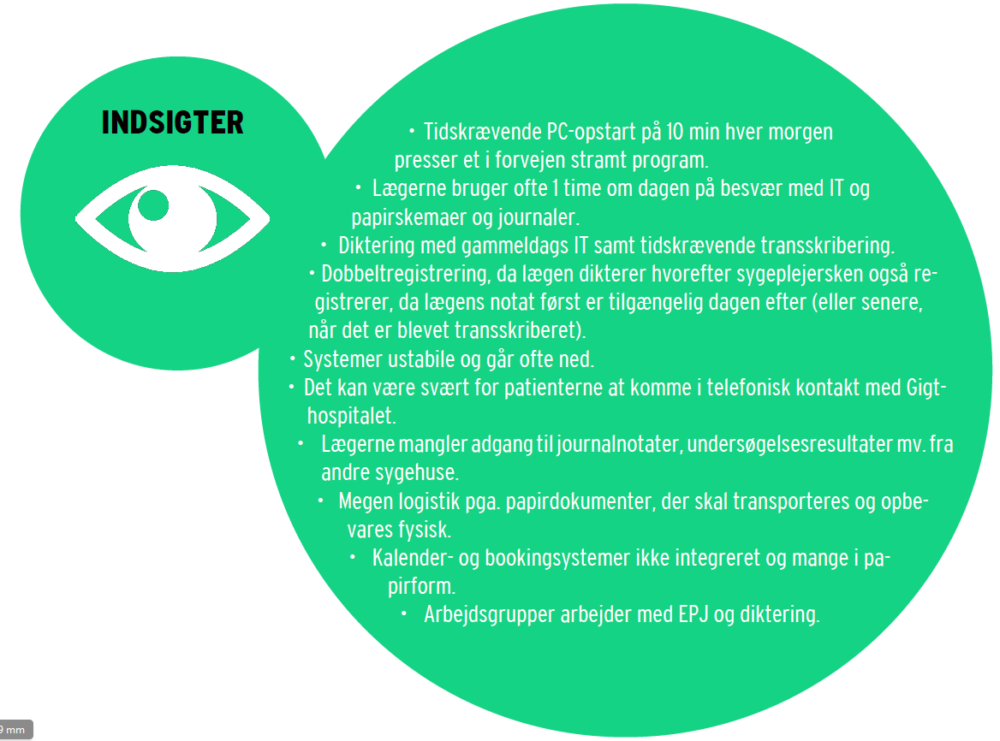 INDSIGTER
• Tidskrævende PC-opstart på 10 min hver morgen
presser et i forvejen stramt program.
• Lægerne bruger ofte 1 time om dagen på besvær med IT og
papirskemaer og journaler.
• Diktering med gammeldags IT samt tidskrævende transskribering.
• Dobbeltregistrering, da lægen dikterer hvorefter sygeplejersken også re-
gistrerer, da lægens notat først er tilgængelig dagen efter (eller senere,
når det er blevet transskriberet).
• Systemer ustabile og går ofte ned.
• Det kan være svært for patienterne at komme i telefonisk kontakt med Gigt-
hospitalet.
• Lægerne mangler adgang til journalnotater, undersøgelsesresultater mv. fra
andre sygehuse.
• Megen logistik pga. papirdokumenter, der skal transporteres og opbe-
vares fysisk.
• Kalender- og bookingsystemer ikke integreret og mange i pa-
pirform.
• Arbejdsgrupper arbejder med EPJ og diktering.
9 mm